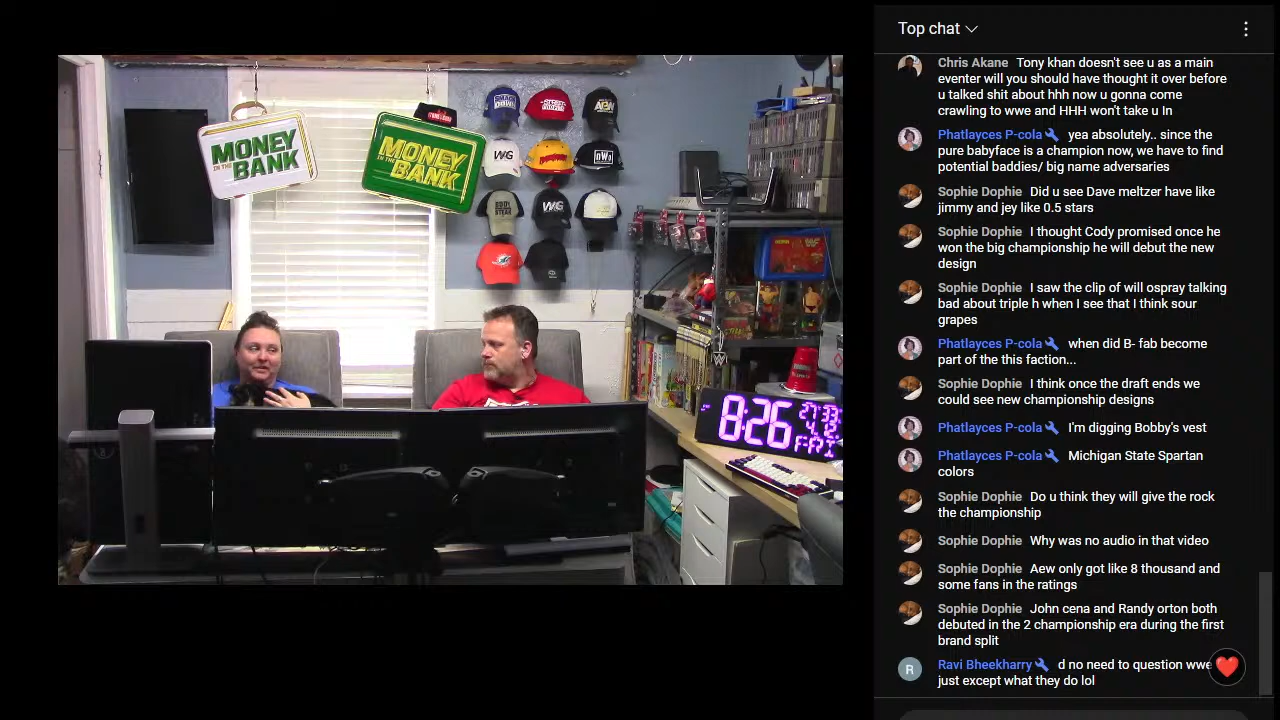 Top chat
Chris Akane Tony khan doesn't see u as a main
eventer will you should have thought it over before
u talked shit about hhh now u gonna come
crawling to wwe and HHH won't take u In
Phatlayces P-cola yea absolutely.. since the
pure babyface is a champion now, we have to find
potential baddies/ big name adversaries
Sophie Dophie Did u see Dave meltzer have like
jimmy and jey like 0.5 stars
Sophie Dophie I thought Cody promised once he
won the big championship he will debut the new
design
Sophie Dophie I saw the clip of will ospray talking
bad about triple h when I see that I think sour
grapes
Phatlayces P-cola when did B- fab become
part of the this faction...
Sophie Dophie I think once the draft ends we
could see new championship designs
Phatlayces P-cola I'm digging Bobby's vest
Phatlayces P-cola Michigan State Spartan
colors
Sophie Dophie Do u think they will give the rock
the championship
Sophie Dophie Why was no audio in that video
Sophie Dophie Aew only got like 8 thousand and
some fans in the ratings
Sophie Dophie John cena and Randy orton both
debuted in the 2 championship era during the first
brand split
R
Ravi Bheekharry d no need to question wwe
just except what they do lol
MONEY
IN THE BANK
MONEY
IN THE BANK
W6
nWo
W6
8:26
FRI